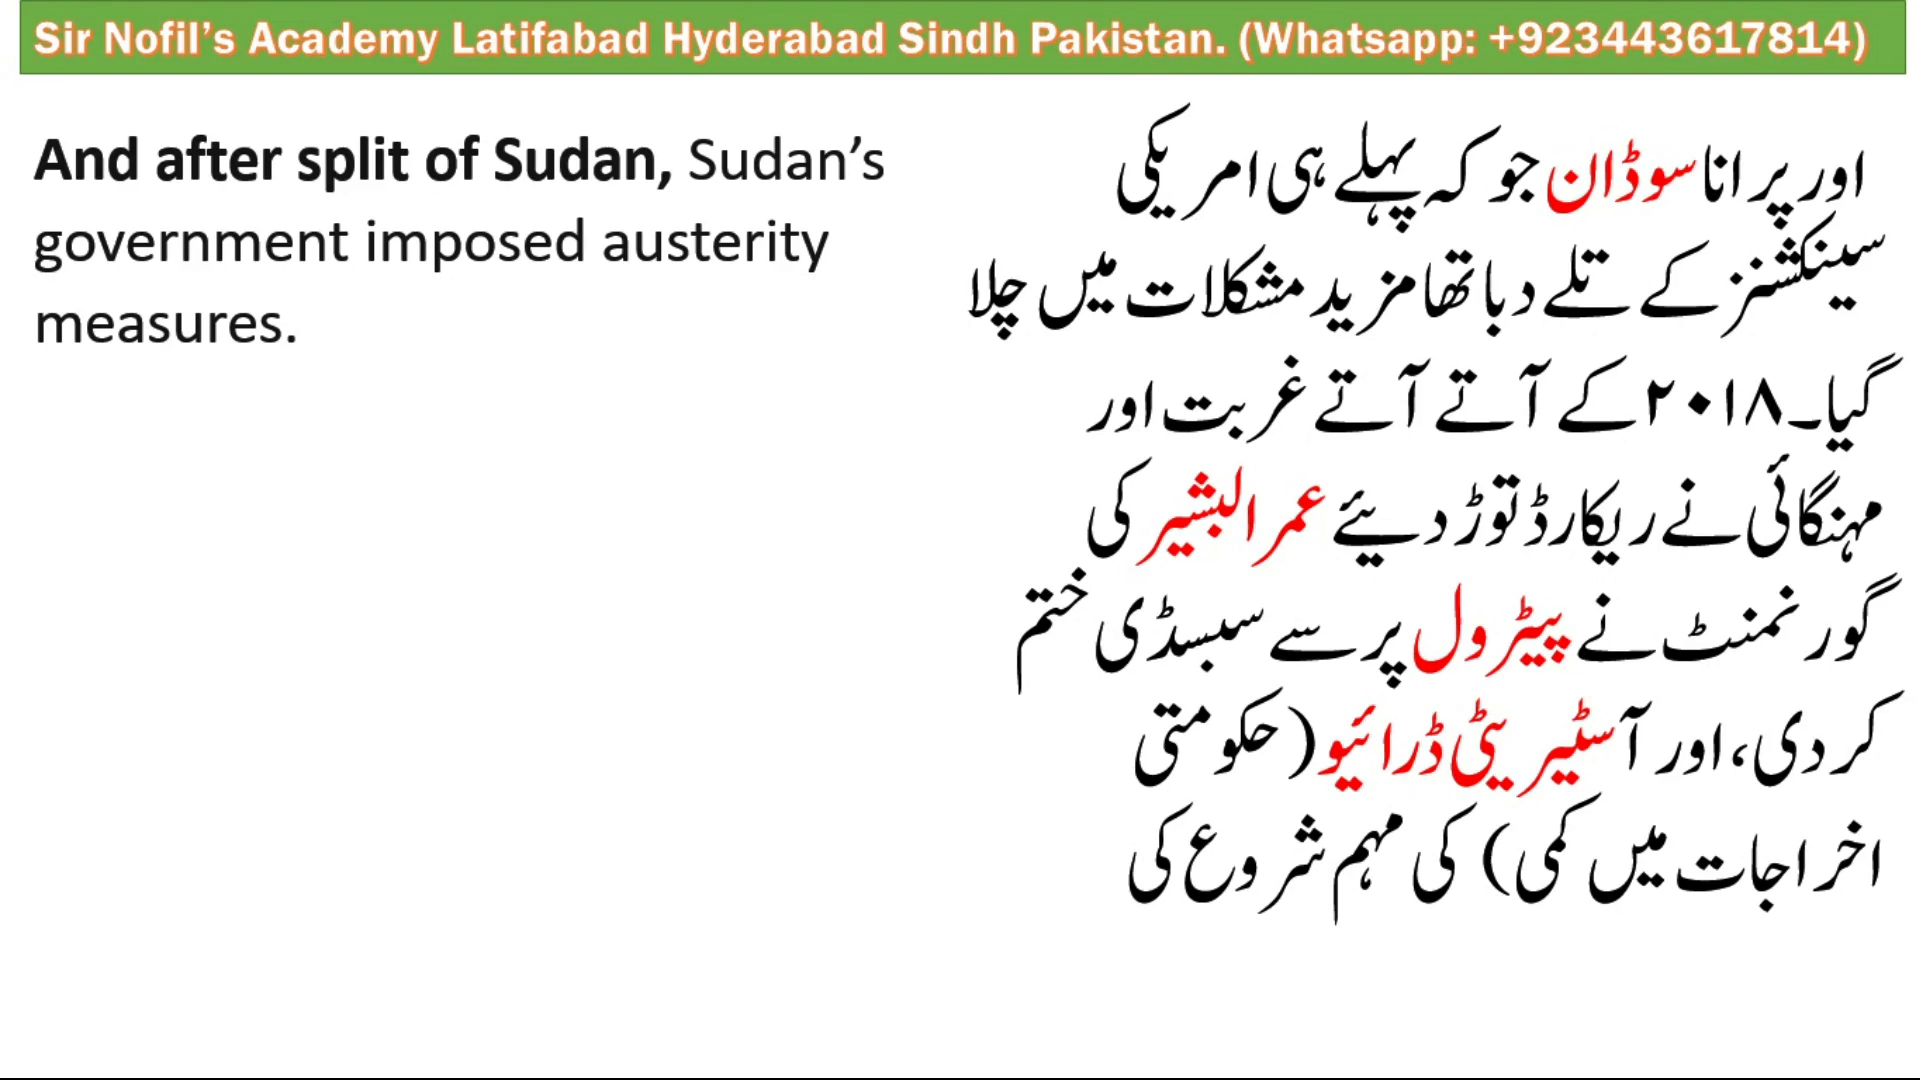 Sir Nofil’s Academy Latifabad Hyderabad Sindh Pakistan. (Whatsapp: +923443617814)
And after split of Sudan, Sudan’s
government imposed austerity
measures.
اور پرانا سوڈان جو کہ پہلے ہی امریکی
سینکشنز کے تلے دبا تھا مزید مشکلات میں چلا
گیا۔ ۲۰۱۸ کے آتے آتے غربت اور
مہنگائی نے ریکارڈ توڑ دیئے عمر البشیر کی
گورنمنٹ نے پیٹرول پر سے سبسڈی ختم
کر دی، اور آسٹیریٹی ڈرائیو (حکومتی
اخراجات میں کمی) کی مہم شروع کی